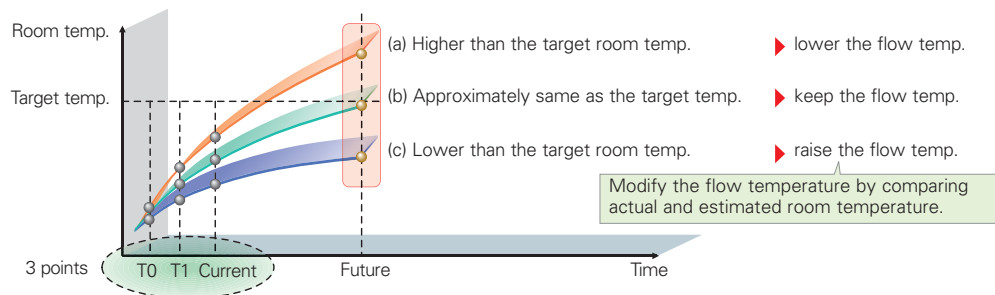 Room temp.
(a) Higher than the target room temp. lower the flow temp.
Target temp.
(b) Approximately same as the target temp. keep the flow temp.
(c) Lower than the target room temp. raise the flow temp.
Modify the flow temperature by comparing
actual and estimated room temperature.
3 points T0 T1 Current Future Time